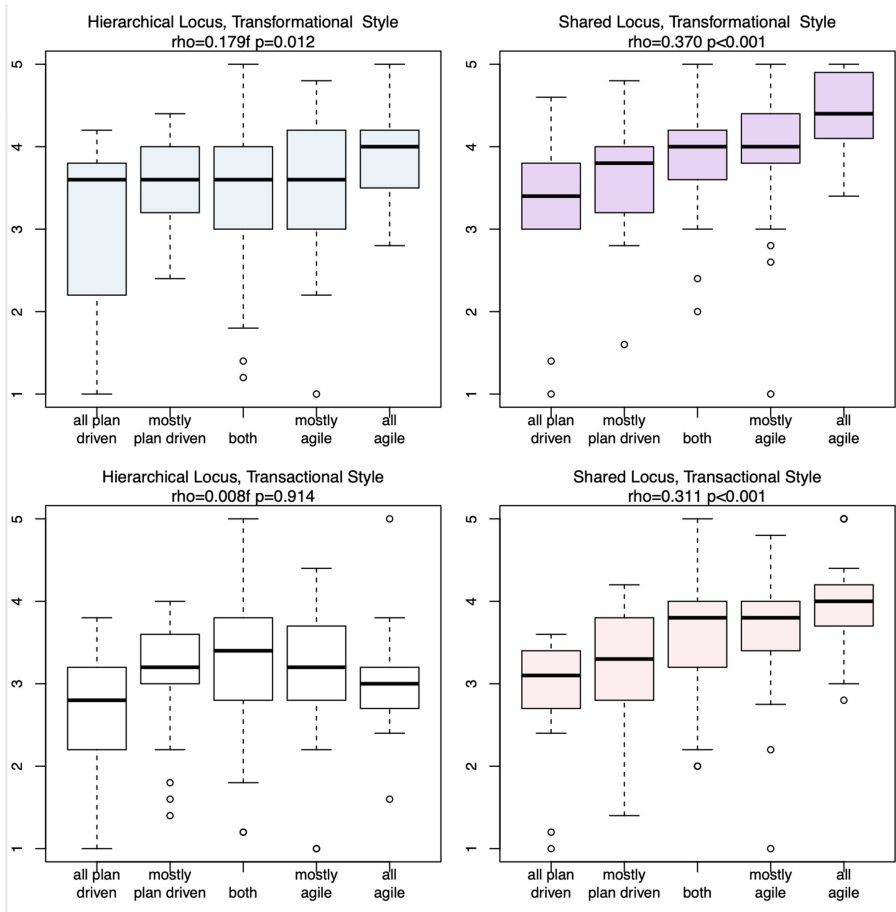 Hierarchical Locus, Transformational Style
rho=0.179f p=0.012
5
4
3
2
1
all plan driven
mostly plan driven
both
mostly agile
all agile
Shared Locus, Transformational Style
rho=0.370 p<0.001
5
4
3
2
1
all plan driven
mostly plan driven
both
mostly agile
all agile
Hierarchical Locus, Transactional Style
rho=0.008f p=0.914
5
4
3
2
1
all plan driven
mostly plan driven
both
mostly agile
all agile
Shared Locus, Transactional Style
rho=0.311 p<0.001
5
4
3
2
1
all plan driven
mostly plan driven
both
mostly agile
all agile